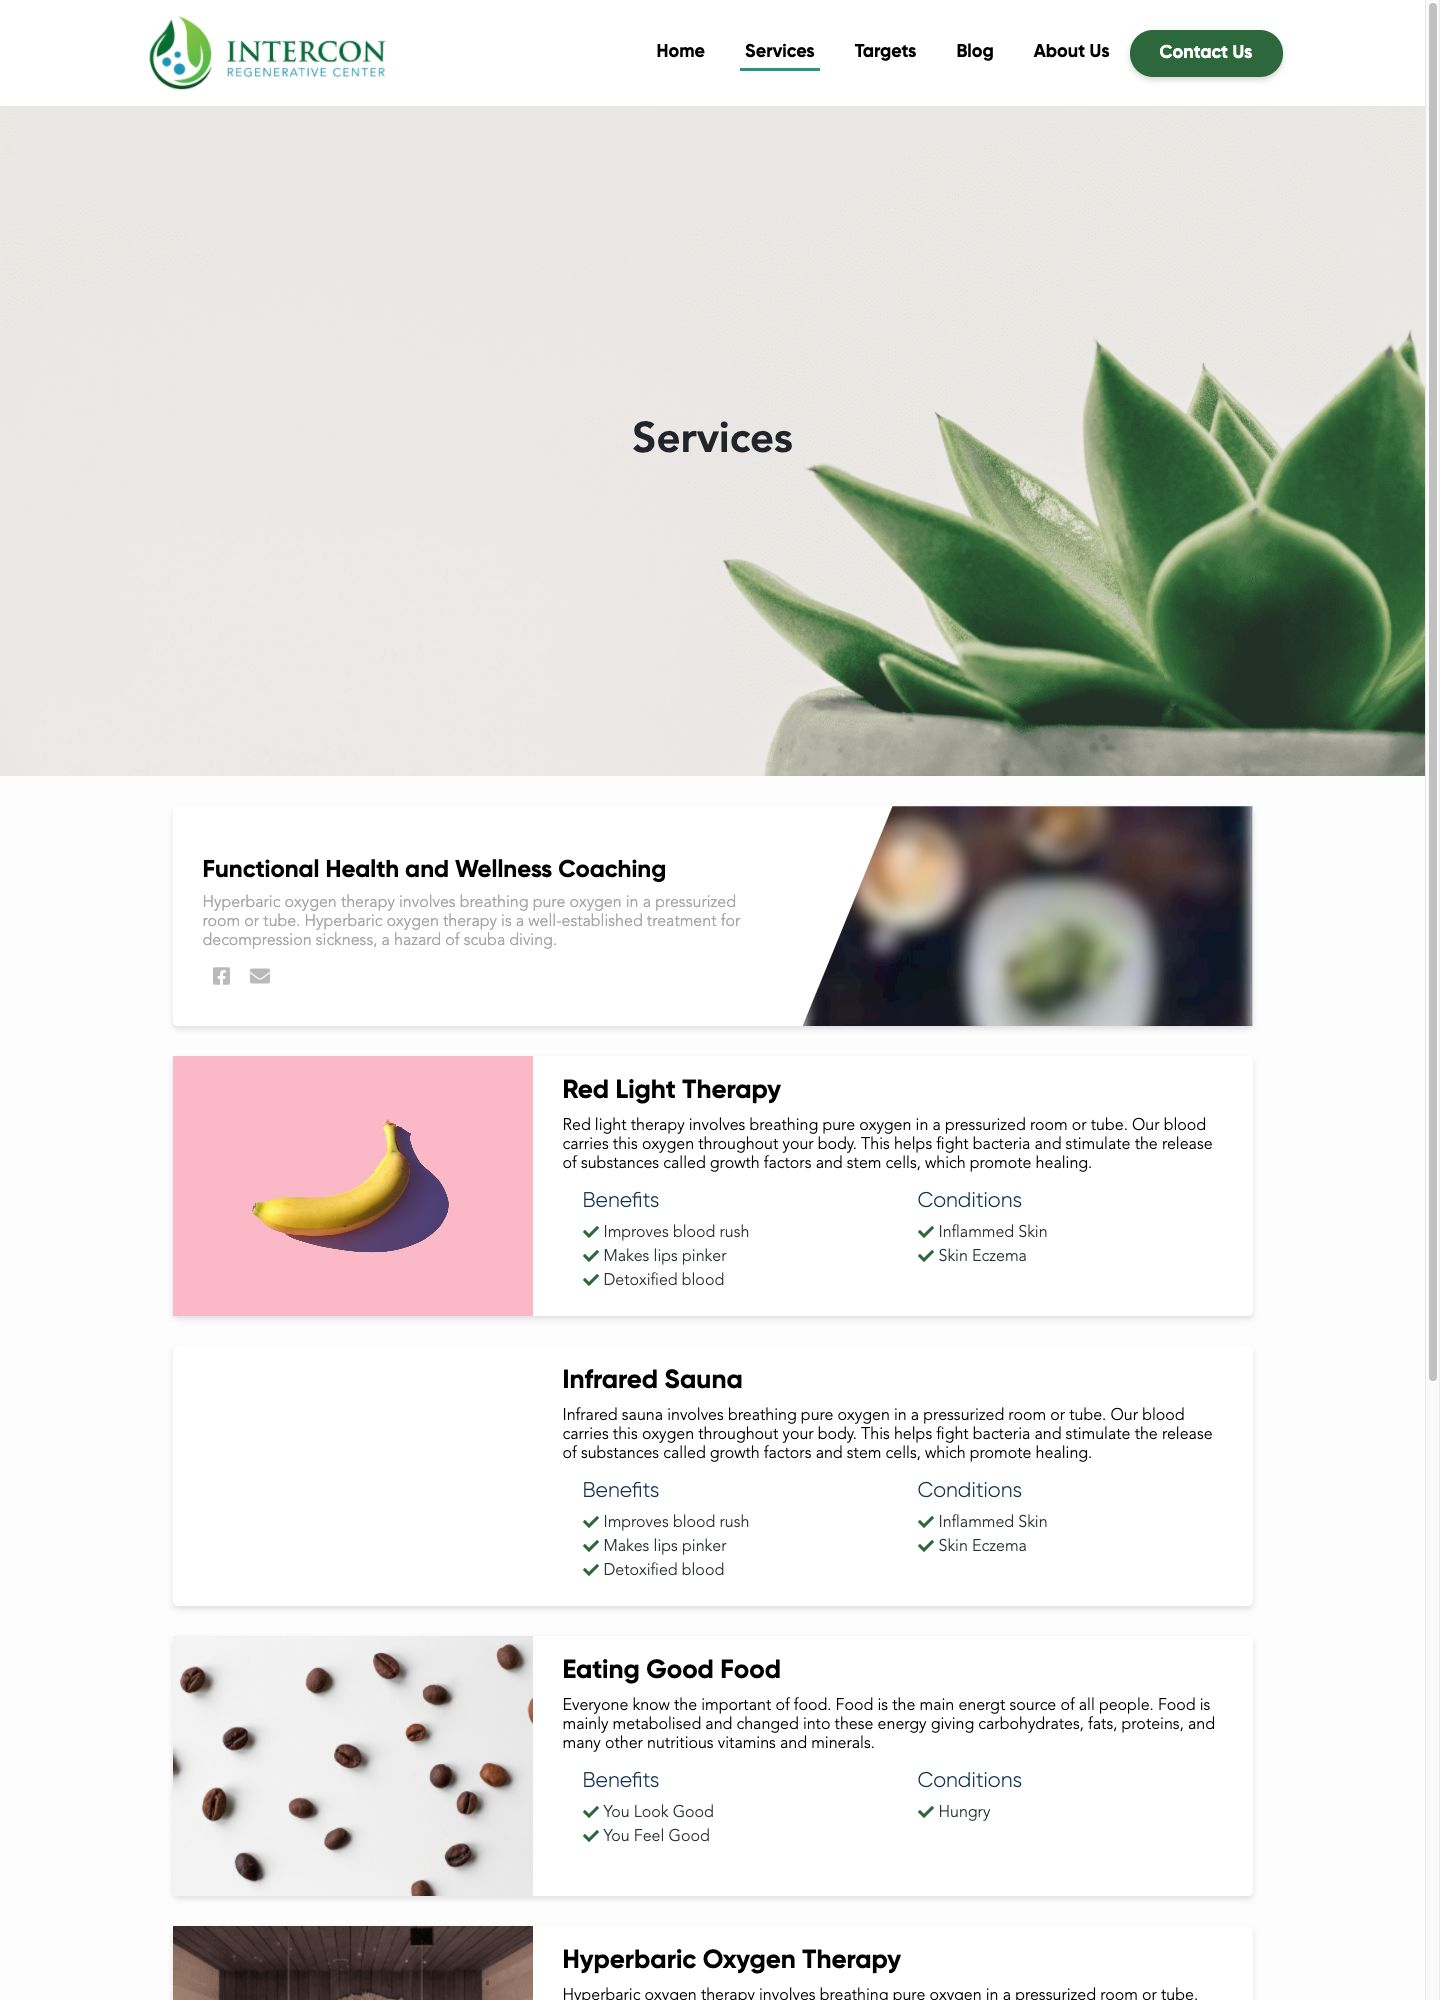 INTERCON
REGENERATIVE CENTER
Home
Services
Targets
Blog
About Us
Contact Us
Services
Functional Health and Wellness Coaching
Hyperbaric oxygen therapy involves breathing pure oxygen in a pressurized
room or tube. Hyperbaric oxygen therapy is a well-established treatment for
decompression sickness, a hazard of scuba diving.
Red Light Therapy
Red light therapy involves breathing pure oxygen in a pressurized room or tube. Our blood
carries this oxygen throughout your body. This helps fight bacteria and stimulate the release
of substances called growth factors and stem cells, which promote healing.
Benefits
Improves blood rush
Makes lips pinker
Detoxified blood
Conditions
Inflammed Skin
Skin Eczema
Infrared Sauna
Infrared sauna involves breathing pure oxygen in a pressurized room or tube. Our blood
carries this oxygen throughout your body. This helps fight bacteria and stimulate the release
of substances called growth factors and stem cells, which promote healing.
Benefits
Improves blood rush
Makes lips pinker
Detoxified blood
Conditions
Inflammed Skin
Skin Eczema
Eating Good Food
Everyone know the important of food. Food is the main energt source of all people. Food is
mainly metabolised and changed into these energy giving carbohydrates, fats, proteins, and
many other nutritious vitamins and minerals.
Benefits
You Look Good
You Feel Good
Conditions
Hungry
Hyperbaric Oxygen Therapy
Hyperbaric oxygen therapy involves breathing pure oxygen in a pressurized room or tube.